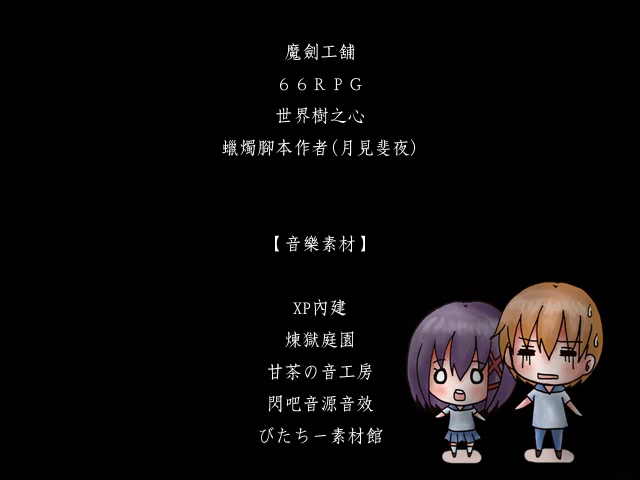 魔劍工舖
６６ＲＰＧ
世界樹之心
蠟燭腳本作者(月見斐夜)
【音樂素材】
XP內建
煉獄庭園
甘茶の音工房
閃吧音源音效
びたちー素材館